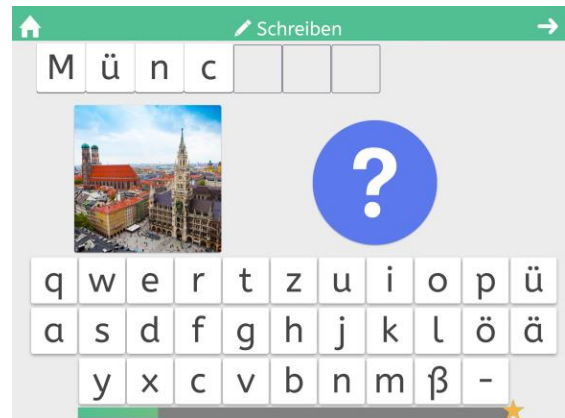 Schreiben
M ü n c
?
q w e r t z u i o p ü
a s d f g h j k l ö ä
y x c v b n m ß -